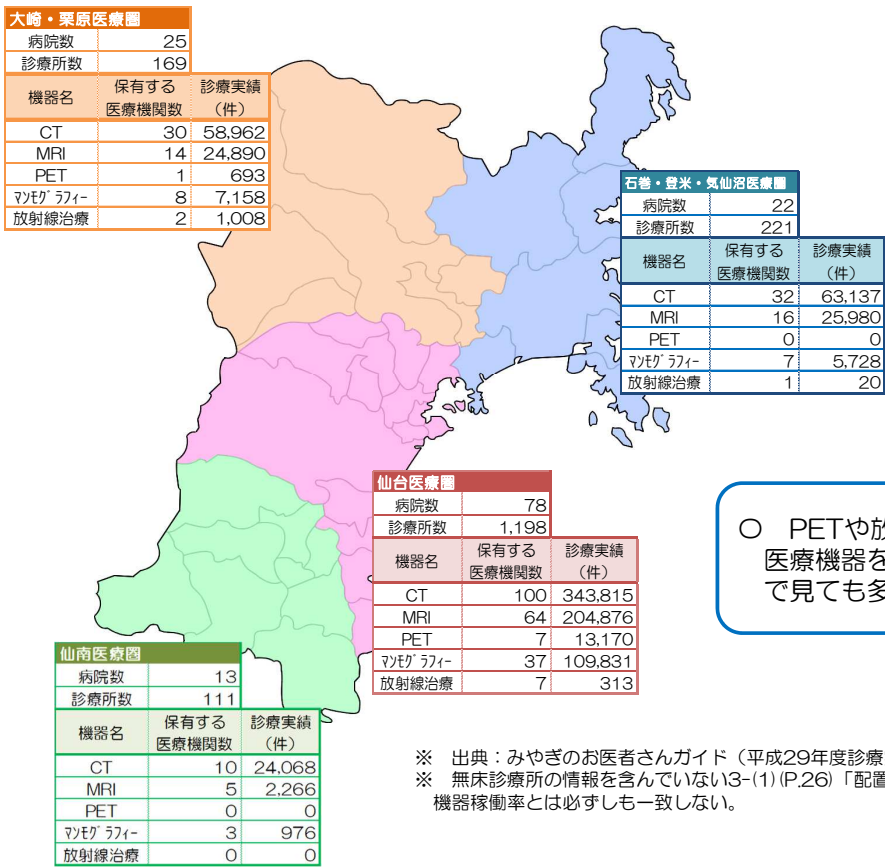 大崎・栗原医療圏
病院数 25
診療所数 169
機器名 保有する医療機関数 診療実績(件)
CT 30 58,962
MRI 14 24,890
PET 1 693
ﾏﾝﾓｸﾞﾗﾌｨｰ 8 7,158
放射線治療 2 1,008
石巻・登米・気仙沼医療圏
病院数 22
診療所数 221
機器名 保有する医療機関数 診療実績(件)
CT 32 63,137
MRI 16 25,980
PET 0 0
ﾏﾝﾓｸﾞﾗﾌｨｰ 7 5,728
放射線治療 1 20
仙台医療圏
病院数 78
診療所数 1,198
機器名 保有する医療機関数 診療実績(件)
CT 100 343,815
MRI 64 204,876
PET 7 13,170
ﾏﾝﾓｸﾞﾗﾌｨｰ 37 109,831
放射線治療 7 313
〇 PETや放
医療機器を
で見ても多
仙南医療圏
病院数 13
診療所数 111
機器名 保有する医療機関数 診療実績(件)
CT 10 24,068
MRI 5 2,266
PET 0 0
ﾏﾝﾓｸﾞﾗﾌｨｰ 3 976
放射線治療 0 0
※ 出典：みやぎのお医者さんガイド（平成29年度診療
※ 無床診療所の情報を含んでいない3-(1)(P.26)「配置
機器稼働率とは必ずしも一致しない。